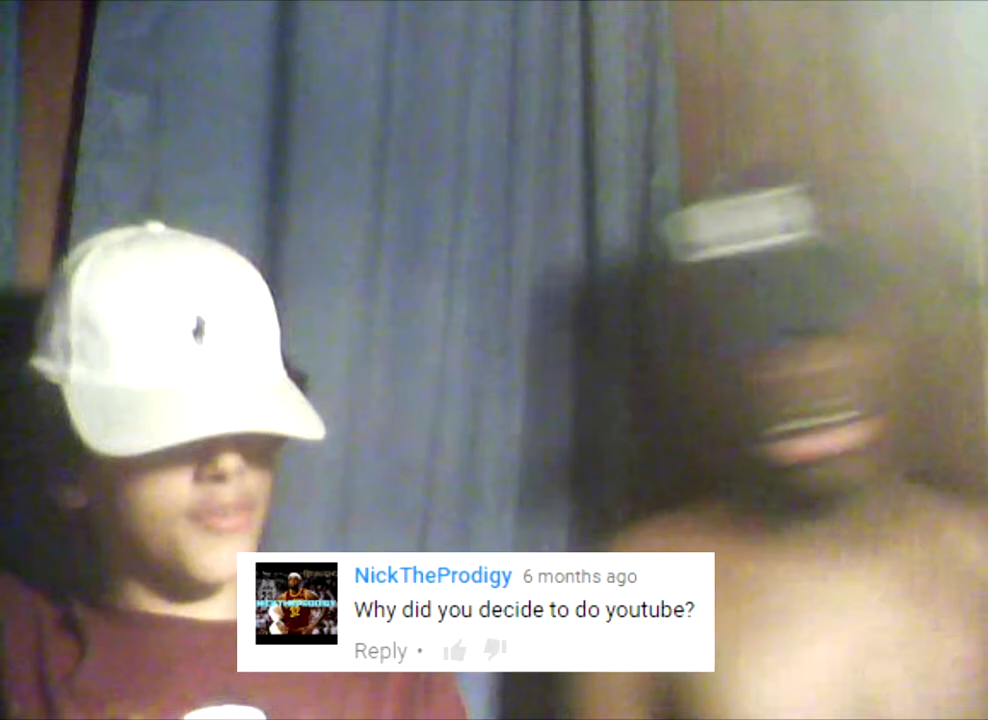 NickTheProdigy 6 months ago
Why did you decide to do youtube?
Reply •